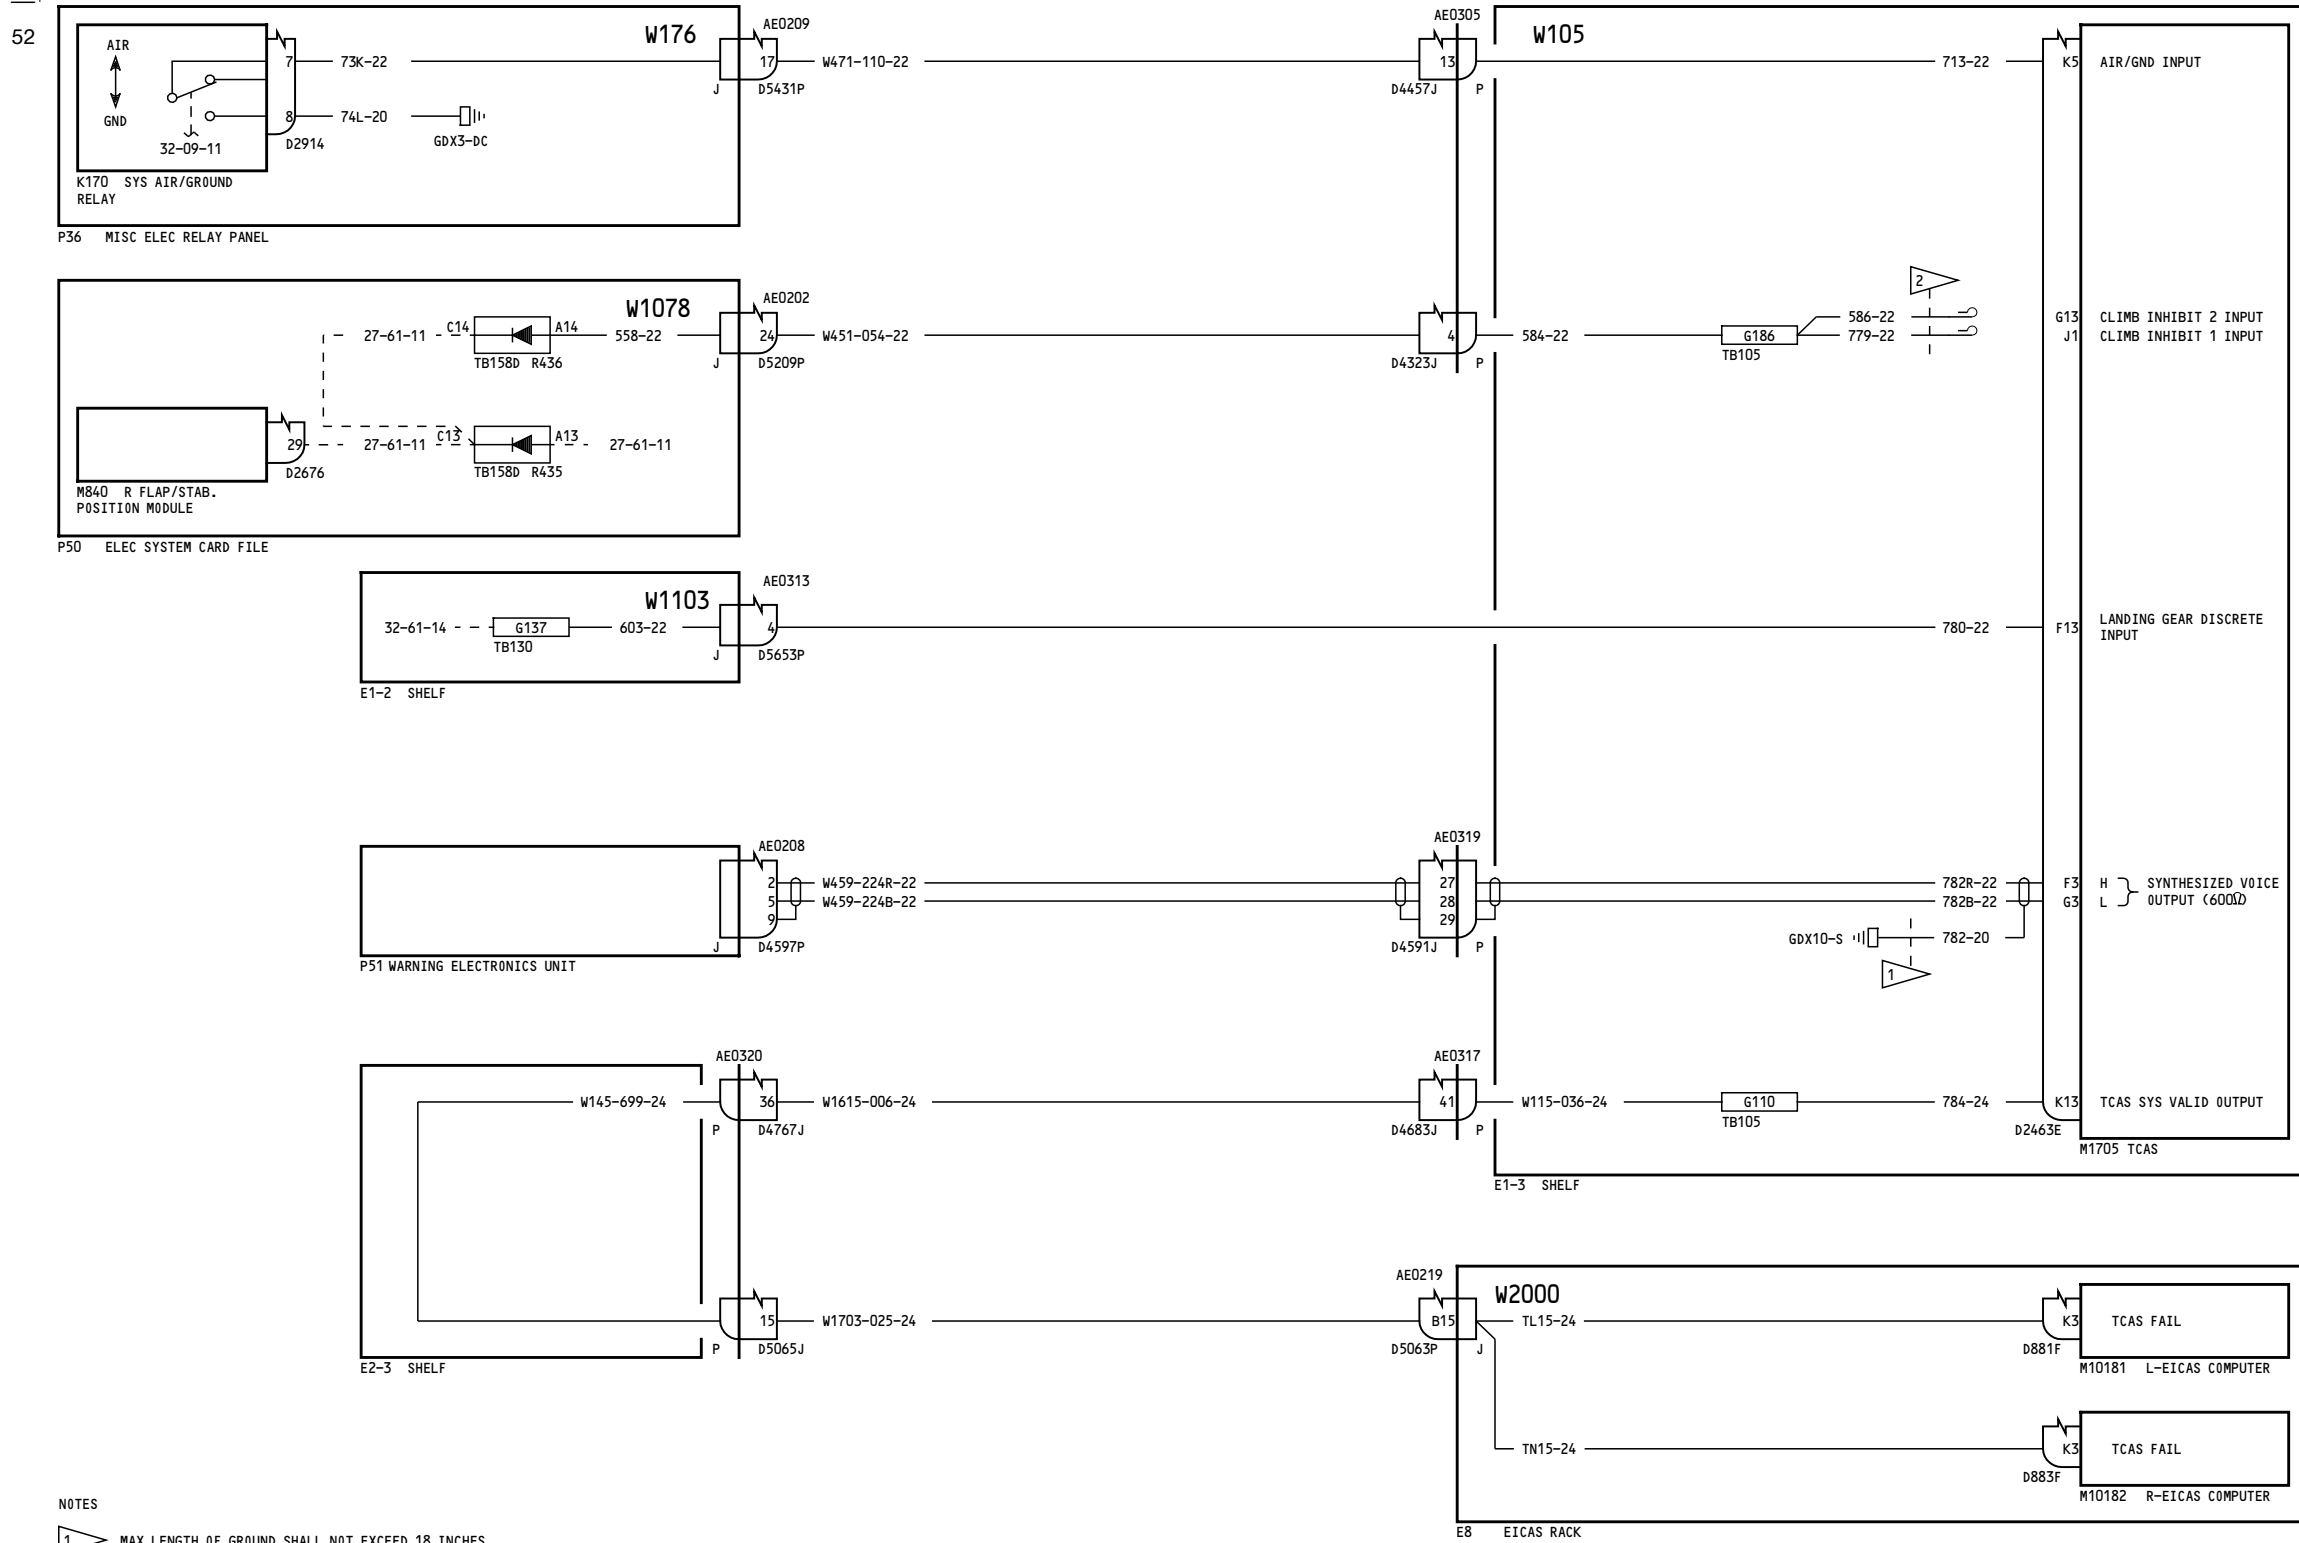 52
AIR
GND
32-09-11
7
8
D2914
73K-22
74L-20
GDX3-DC
K170 SYS AIR/GROUND
RELAY
P36 MISC ELEC RELAY PANEL
W176
J
AE0209
17
D5431P
W471-110-22
AE0305
13
D4457J
P
W105
713-22
K5
AIR/GND INPUT
W1078
27-61-11
C14
A14
TB158D R436
558-22
J
AE0202
24
D5209P
W451-054-22
4
D4323J
P
584-22
G186
TB105
586-22
779-22
2
G13
CLIMB INHIBIT 2 INPUT
J1
CLIMB INHIBIT 1 INPUT
29
D2676
27-61-11
C13
A13
TB158D R435
27-61-11
M840 R FLAP/STAB.
POSITION MODULE
P50 ELEC SYSTEM CARD FILE
W1103
32-61-14
G137
TB130
603-22
J
AE0313
4
D5653P
E1-2 SHELF
780-22
F13
LANDING GEAR DISCRETE
INPUT
AE0208
2
5
9
J
D4597P
P51 WARNING ELECTRONICS UNIT
W459-224R-22
W459-224B-22
AE0319
27
28
29
D4591J
P
782R-22
782B-22
GDX10-S
782-20
1
F3
G3
H
L
SYNTHESIZED VOICE
OUTPUT (600Ω)
AE0320
W145-699-24
36
P
D4767J
W1615-006-24
AE0317
41
D4683J
P
W115-036-24
G110
TB105
784-24
K13
TCAS SYS VALID OUTPUT
D2463E
M1705 TCAS
E1-3 SHELF
15
P
D5065J
E2-3 SHELF
W1703-025-24
AE0219
B15
D5063P
J
W2000
TL15-24
K3
TCAS FAIL
D881F
M10181 L-EICAS COMPUTER
TN15-24
K3
TCAS FAIL
D883F
M10182 R-EICAS COMPUTER
E8 EICAS RACK
NOTES
1 MAX LENGTH OF GROUND SHALL NOT EXCEED 18 INCHES